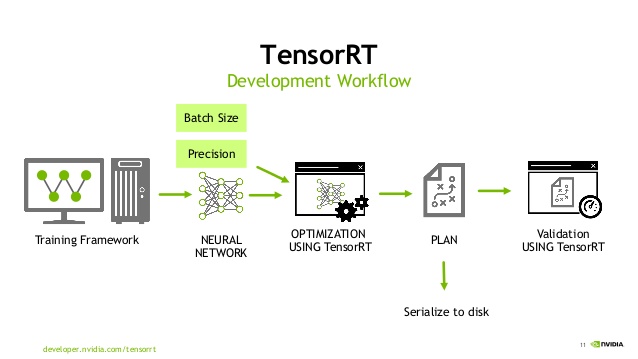 TensorRT
Development Workflow
Batch Size
Precision
Training Framework
NEURAL
NETWORK
OPTIMIZATION
USING TensorRT
PLAN
Validation
USING TensorRT
Serialize to disk
developer.nvidia.com/tensorrt
11
NVIDIA